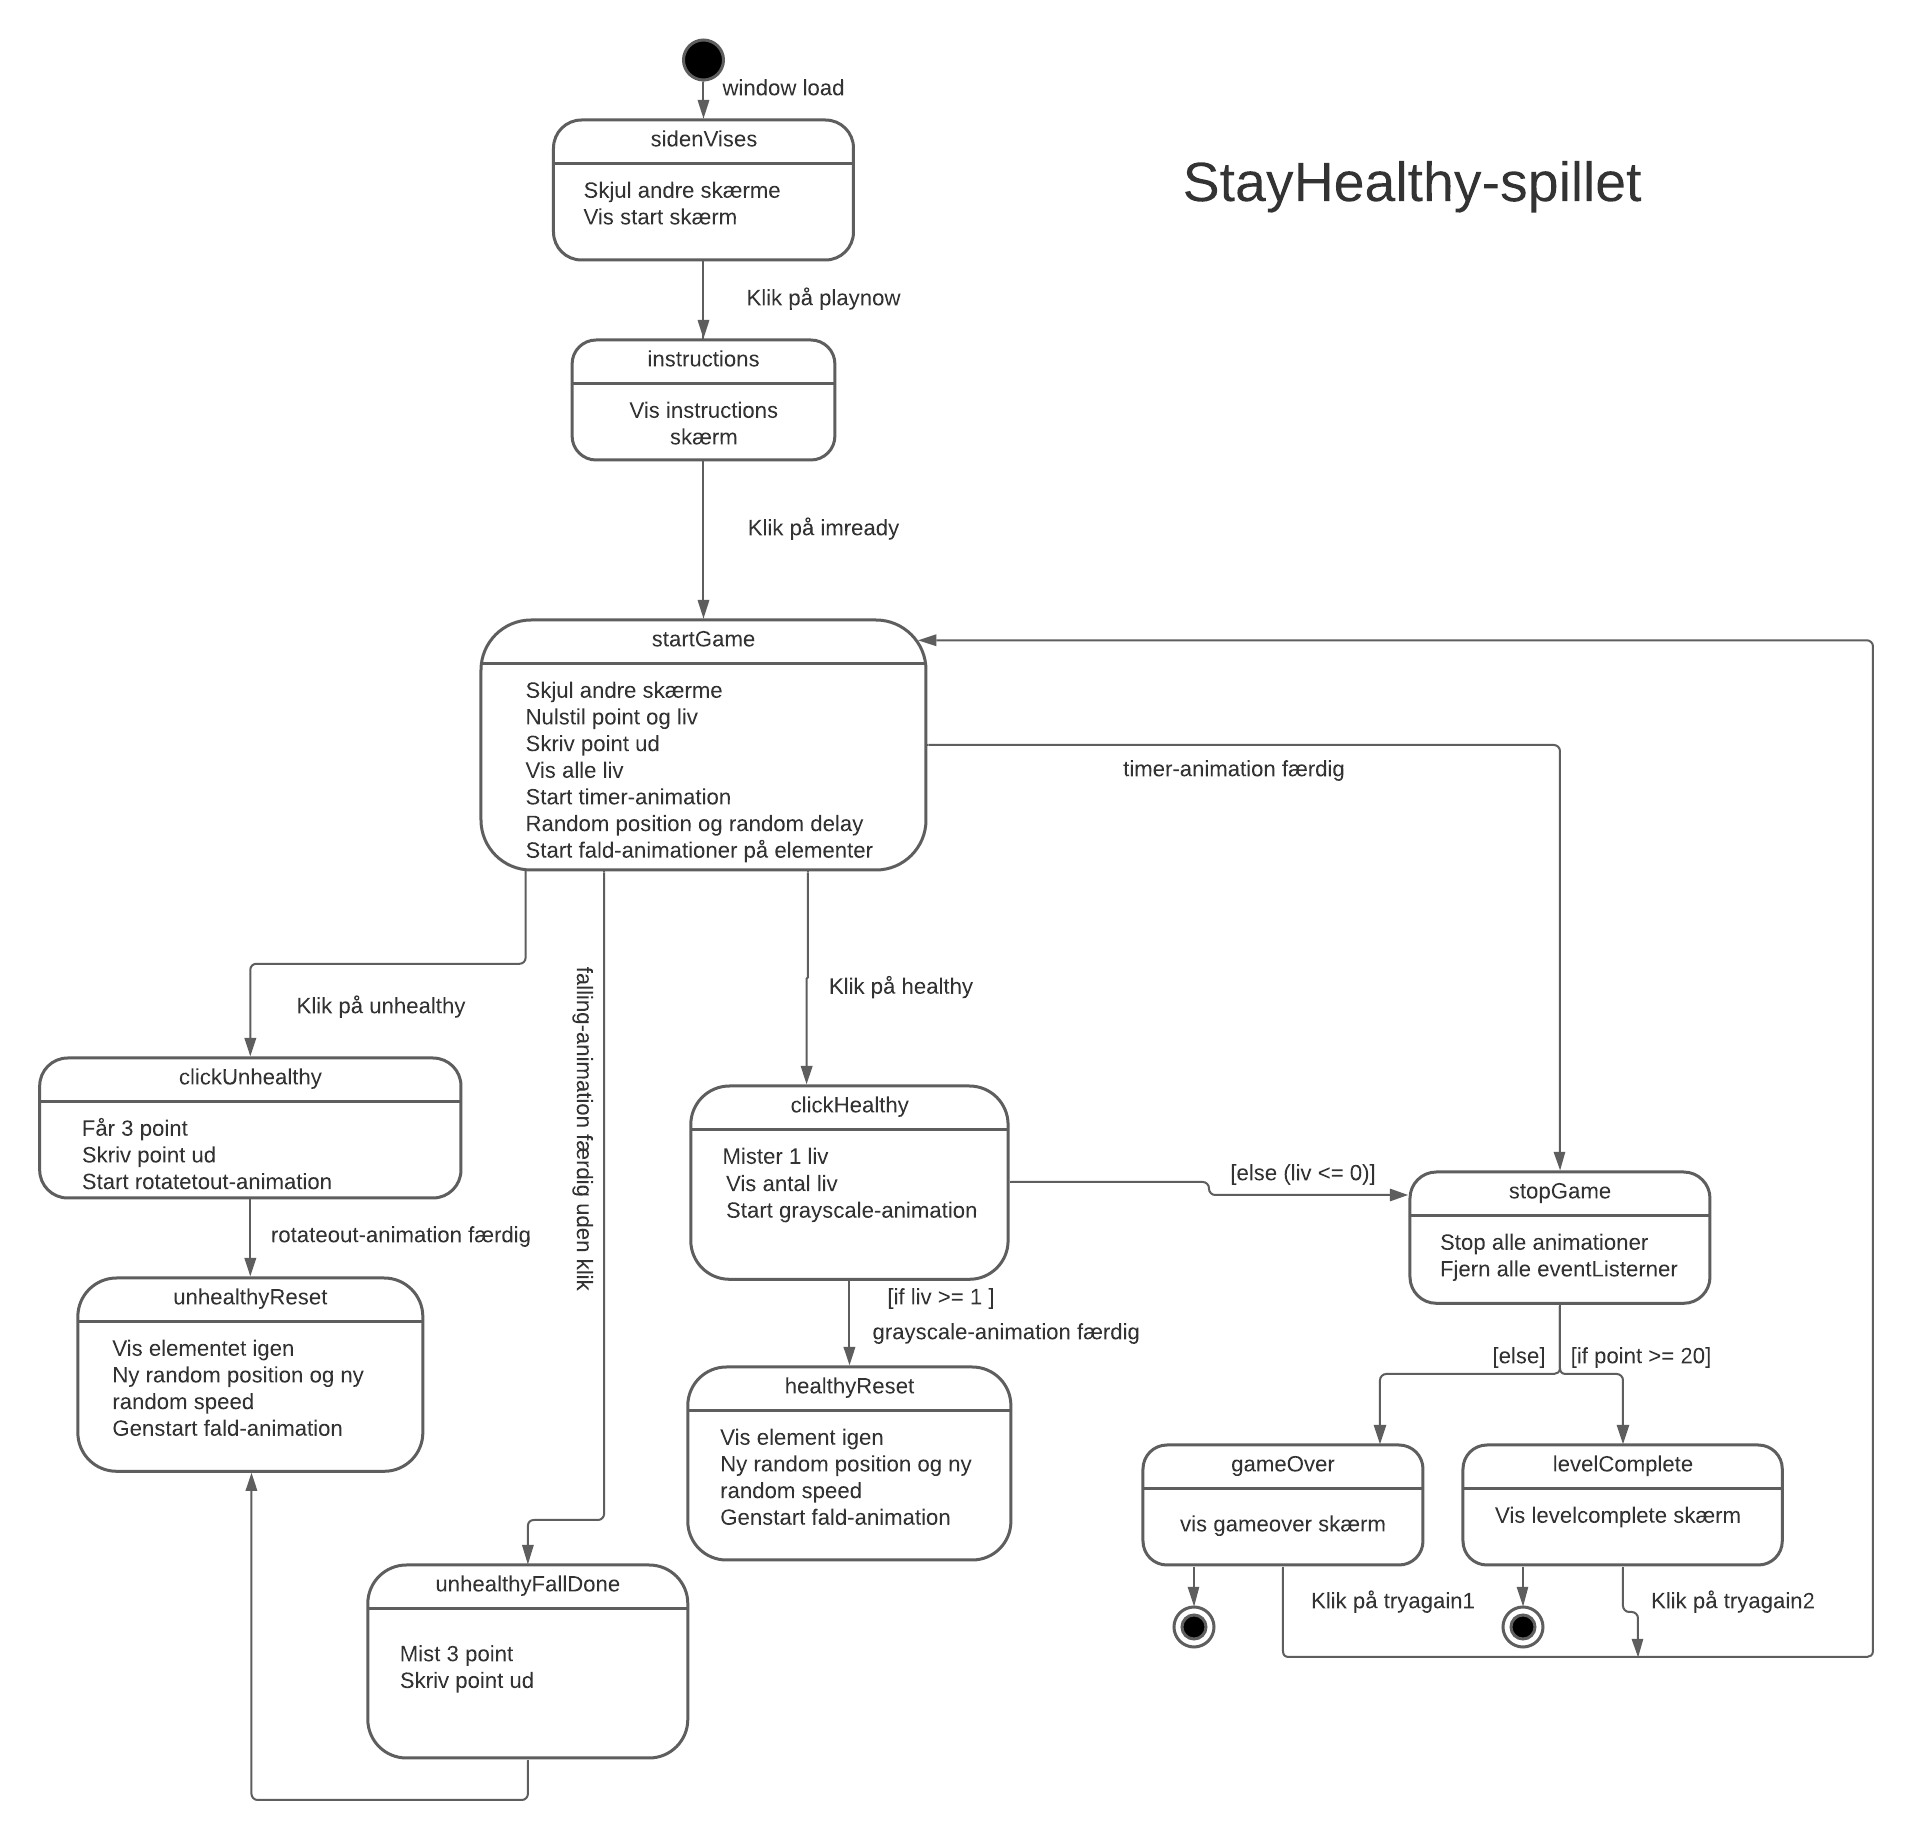 window load
sidenVises
Skjul andre skærme
Vis start skærm
StayHealthy-spillet
Klik på playnow
instructions
Vis instructions
skærm
Klik på imready
startGame
Skjul andre skærme
Nulstil point og liv
Skriv point ud
Vis alle liv
Start timer-animation
Random position og random delay
Start fald-animationer på elementer
timer-animation færdig
Klik på unhealthy
falling-animation færdig uden klik
Klik på healthy
clickUnhealthy
Får 3 point
Skriv point ud
Start rotatetout-animation
rotateout-animation færdig
unhealthyReset
Vis elementet igen
Ny random position og ny
random speed
Genstart fald-animation
clickHealthy
Mister 1 liv
Vis antal liv
Start grayscale-animation
[else (liv <= 0)]
[if liv >= 1 ]
grayscale-animation færdig
healthyReset
Vis element igen
Ny random position og ny
random speed
Genstart fald-animation
stopGame
Stop alle animationer
Fjern alle eventListerner
[else]
[if point >= 20]
gameOver
vis gameover skærm
levelComplete
Vis levelcomplete skærm
Klik på tryagain1
Klik på tryagain2
unhealthyFallDone
Mist 3 point
Skriv point ud